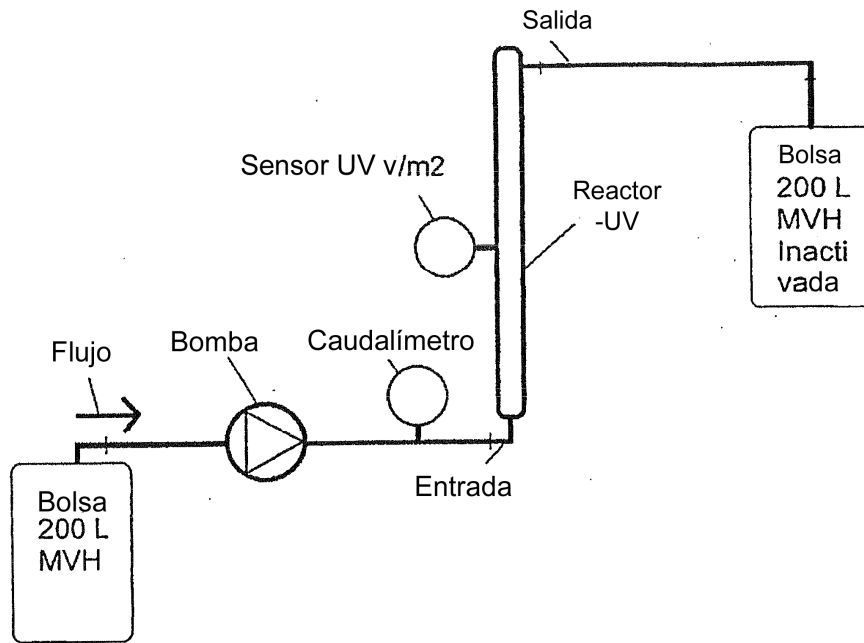 Salida
Sensor UV v/m2
Reactor
-UV
Bolsa
200 L
MVH
Inacti
vada
Flujo
Bomba
Caudalímetro
Entrada
Bolsa
200 L
MVH